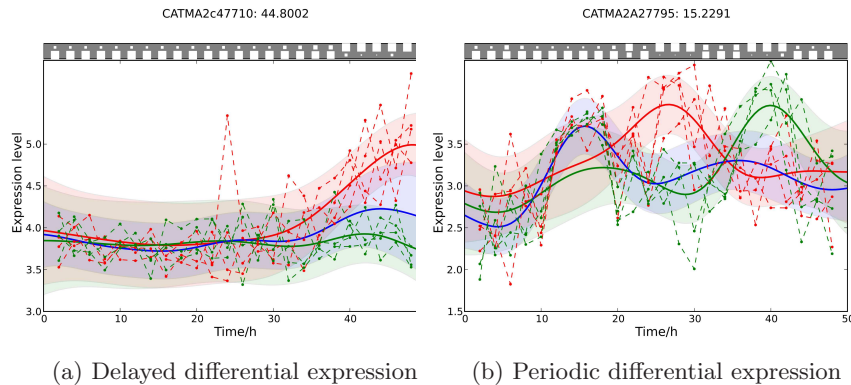 CATMA2c47710: 44.8002
CATMA2A27795: 15.2291
Expression level
5.0
4.5
4.0
3.5
3.0
0
10
20
30
40
Time/h
Expression level
3.5
3.0
2.5
2.0
1.5
0
10
20
30
40
50
Time/h
(a) Delayed differential expression
(b) Periodic differential expression